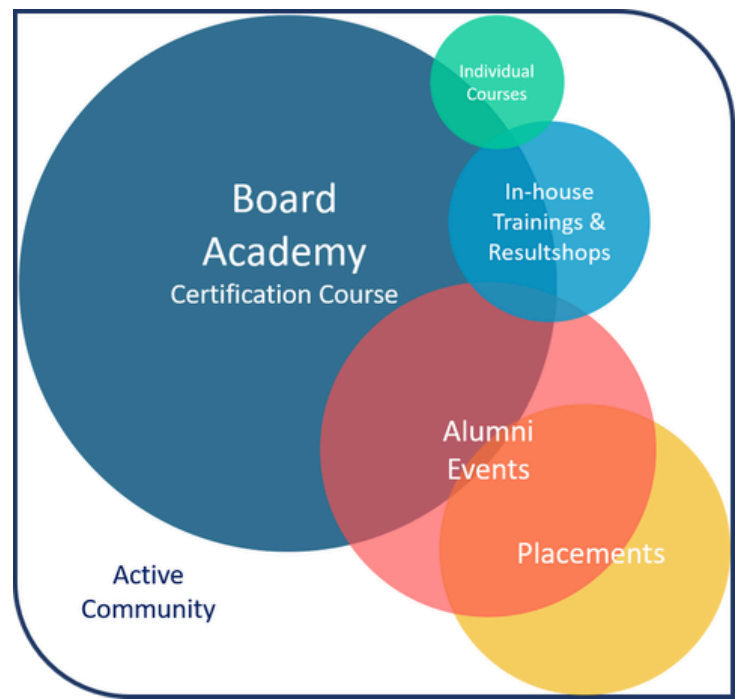 Individual
Courses
Board
Academy
Certification Course
In-house
Trainings &
Resultshops
Alumni
Events
Placements
Active
Community